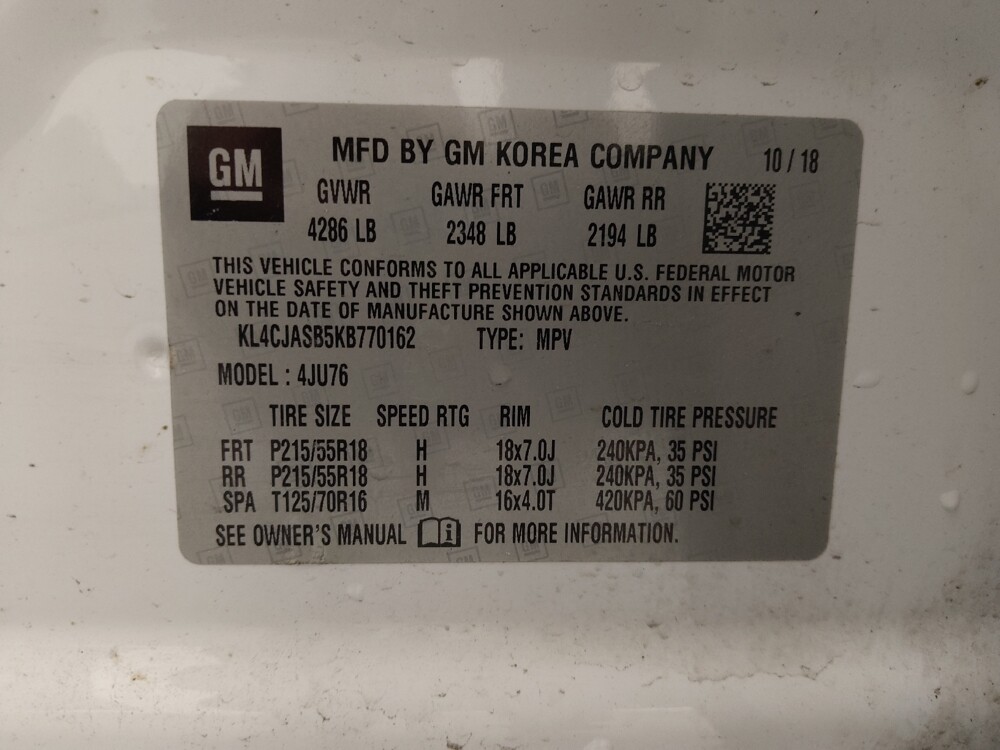 GM
MFD BY GM KOREA COMPANY 10 / 18
GVWR GAWR FRT GAWR RR
4286 LB 2348 LB 2194 LB
THIS VEHICLE CONFORMS TO ALL APPLICABLE U.S. FEDERAL MOTOR
VEHICLE SAFETY AND THEFT PREVENTION STANDARDS IN EFFECT
ON THE DATE OF MANUFACTURE SHOWN ABOVE.
KL4CJASB5KB770162 TYPE: MPV
MODEL : 4JU76
TIRE SIZE SPEED RTG RIM COLD TIRE PRESSURE
FRT P215/55R18 H 18x7.0J 240KPA, 35 PSI
RR P215/55R18 H 18x7.0J 240KPA, 35 PSI
SPA T125/70R16 M 16x4.0T 420KPA, 60 PSI
SEE OWNER'S MANUAL i FOR MORE INFORMATION.